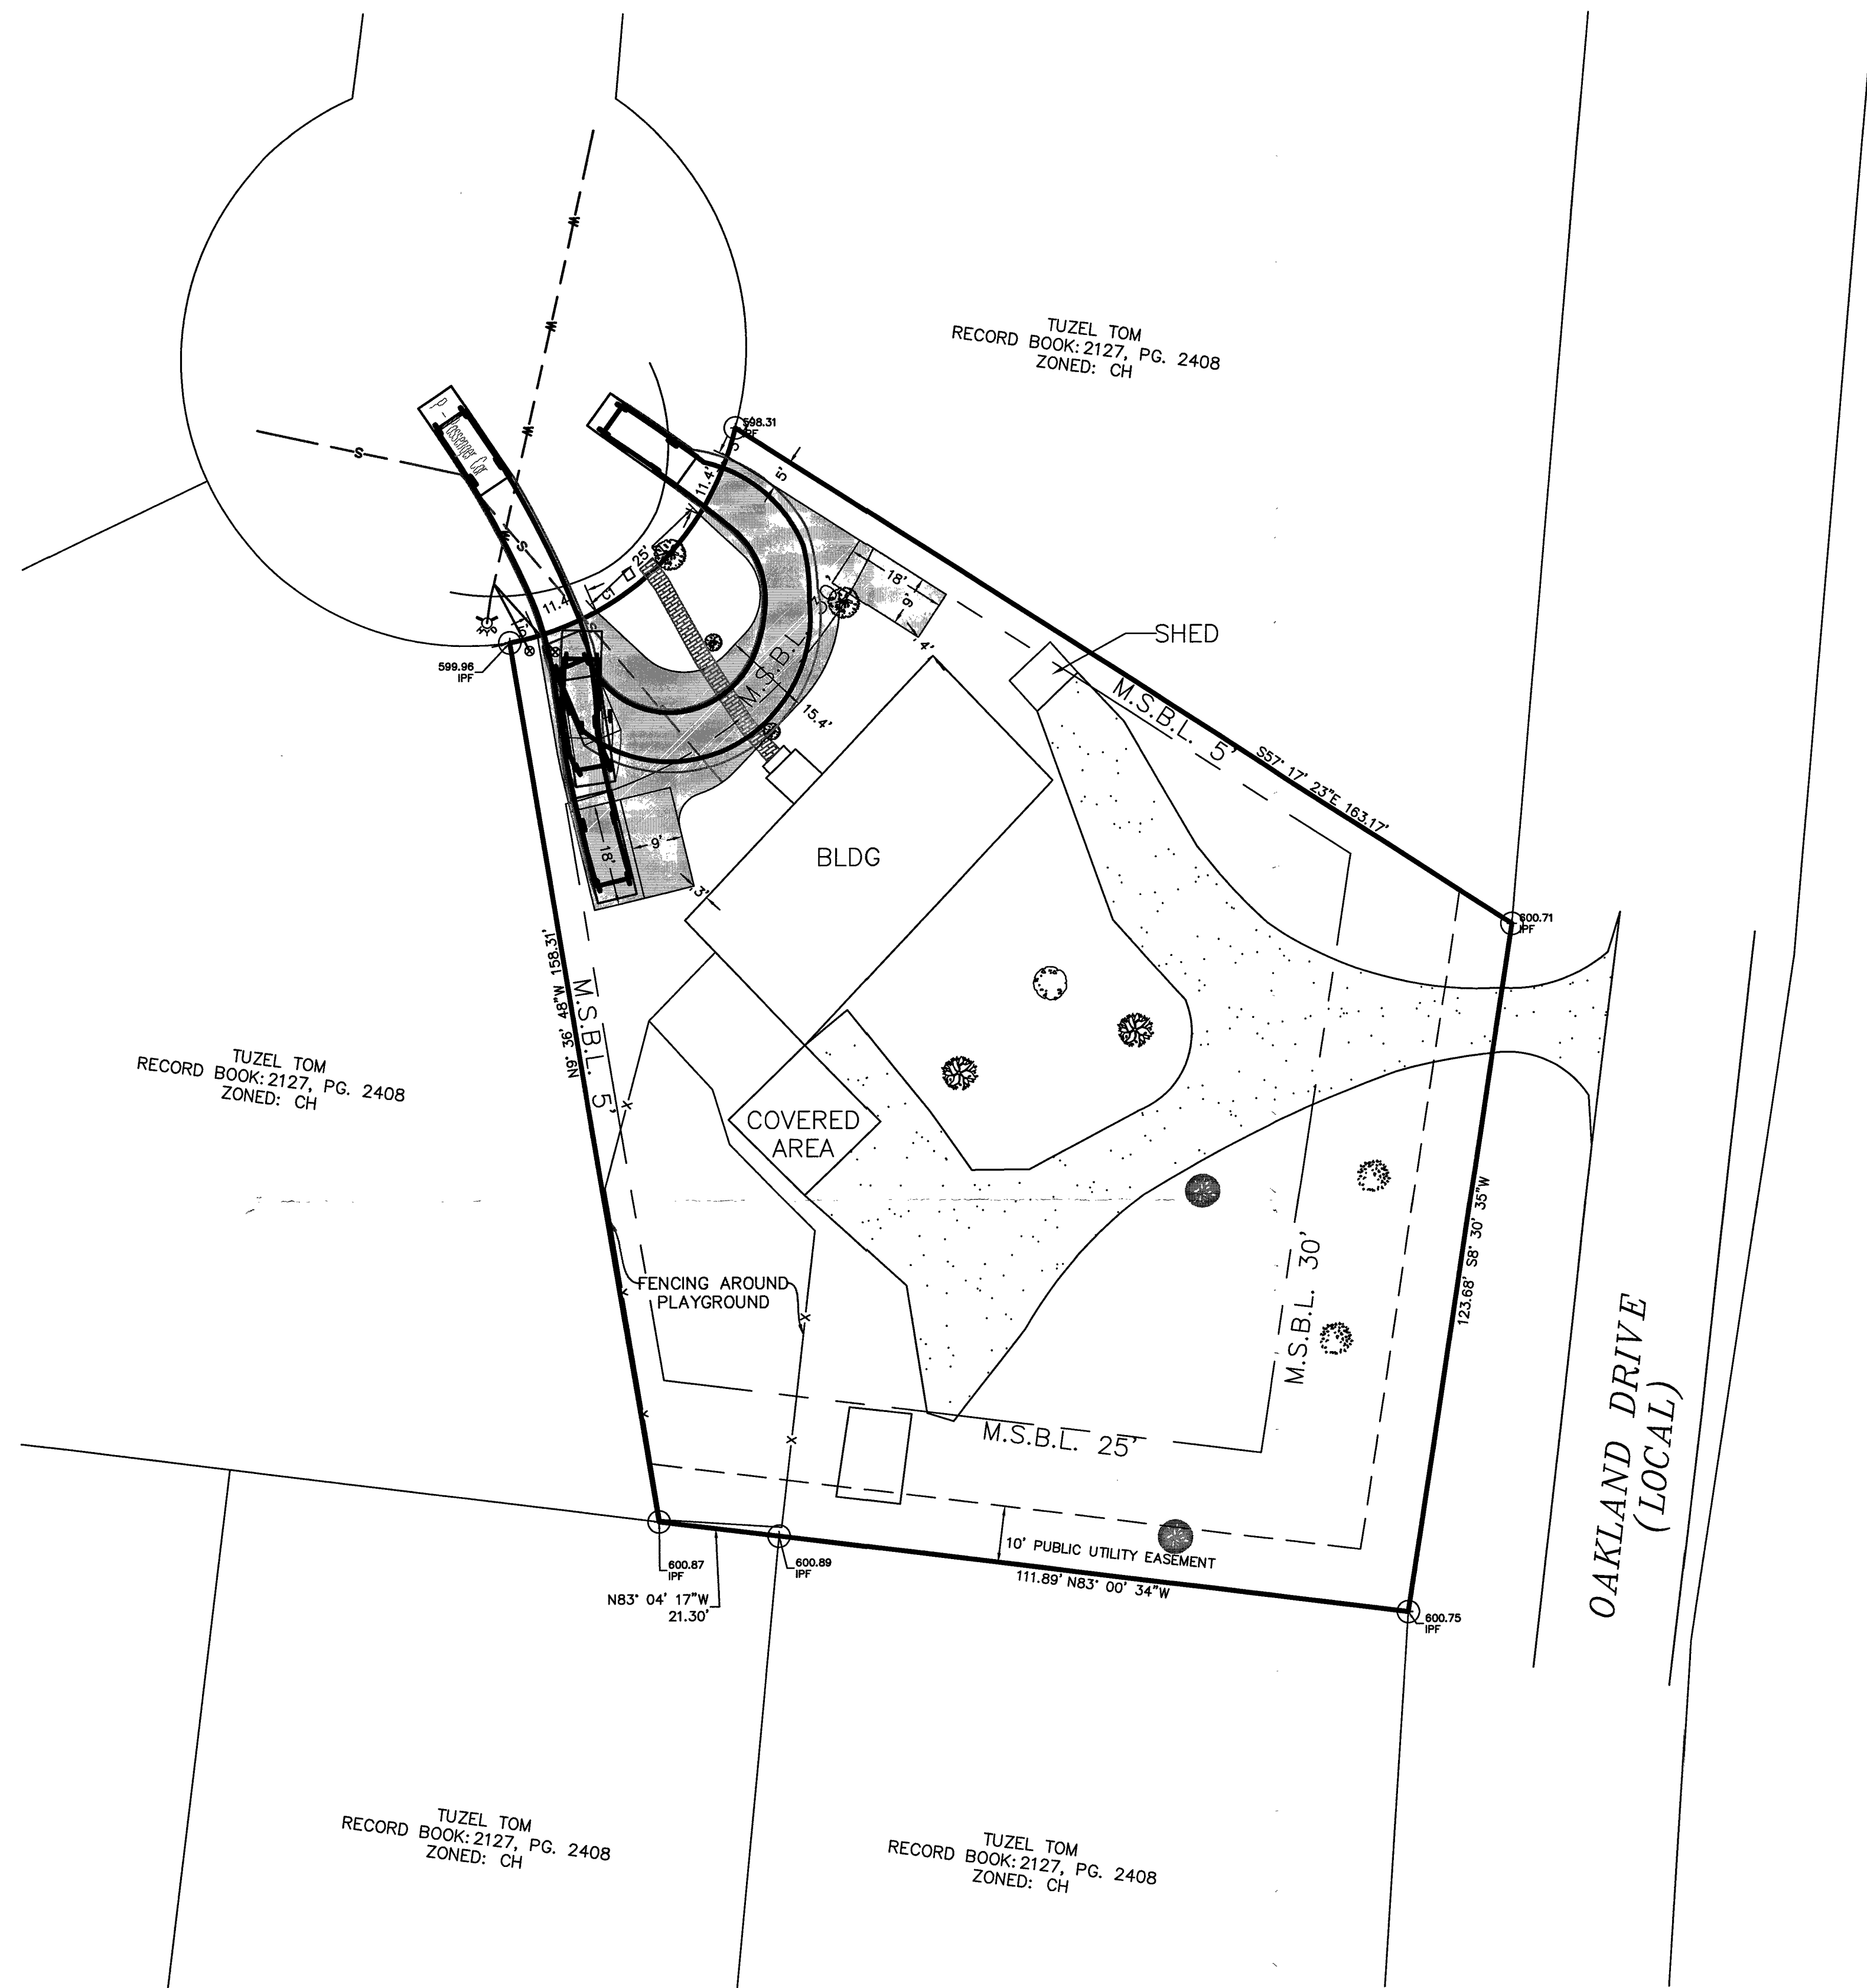 TUZEL TOM
RECORD BOOK: 2127, PG. 2408
ZONED: CH
W
W
W
W
S
S
P - Passenger Car
598.31
IPF
5'
5'
11.4'
25'
C1
11.4'
599.96
IPF
18'
9'
4'
30'
M.S.B.L.
15.4'
SHED
M.S.B.L. 5'
S57° 17' 23"E 163.17'
BLDG
9'
18'
3'
600.71
IPF
N9° 36' 48"W 158.31'
M.S.B.L. 5'
TUZEL TOM
RECORD BOOK: 2127, PG. 2408
ZONED: CH
X
COVERED
AREA
123.68' S8° 30' 35"W
M.S.B.L. 30'
FENCING AROUND
PLAYGROUND
X
X
OAKLAND DRIVE
(LOCAL)
M.S.B.L. 25'
10' PUBLIC UTILITY EASEMENT
111.89' N83° 00' 34"W
600.87
IPF
600.89
IPF
N83° 04' 17"W
21.30'
600.75
IPF
TUZEL TOM
RECORD BOOK: 2127, PG. 2408
ZONED: CH
TUZEL TOM
RECORD BOOK: 2127, PG. 2408
ZONED: CH